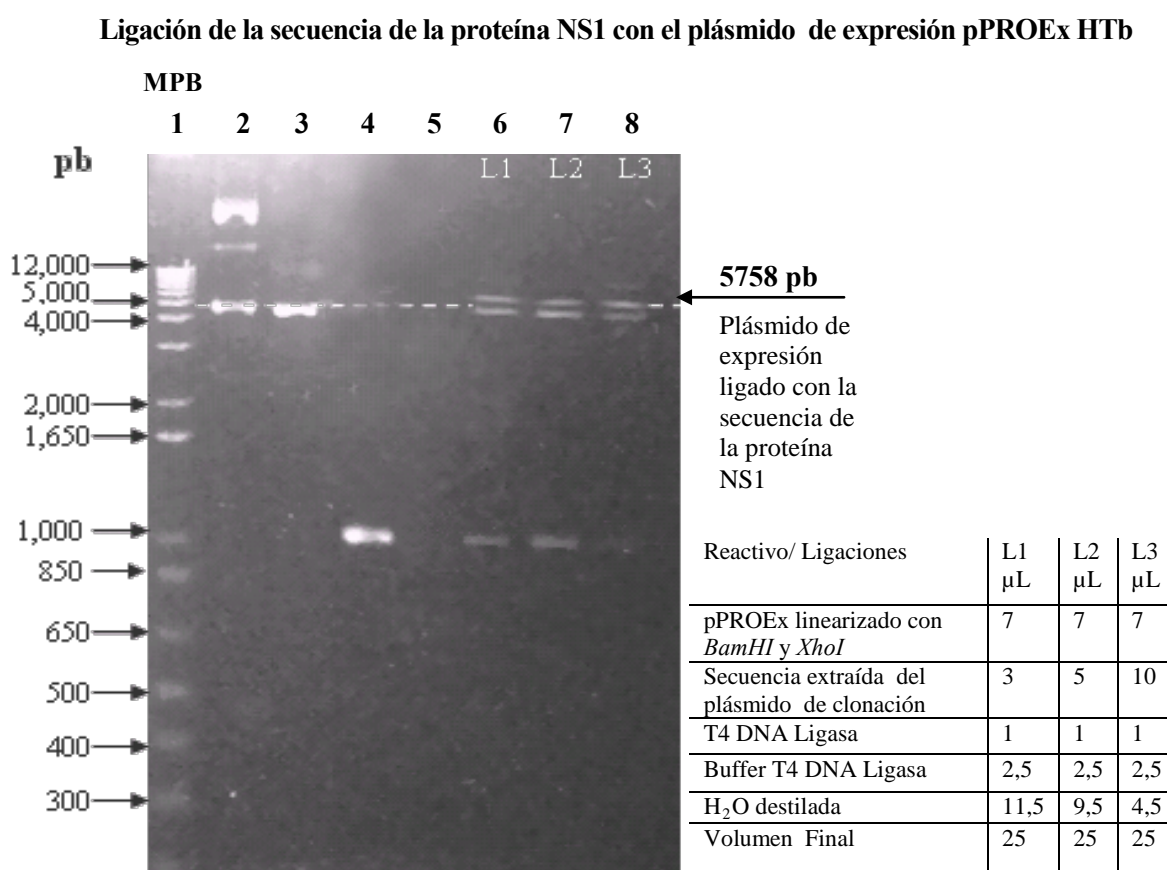 Ligación de la secuencia de la proteína NS1 con el plásmido de expresión pPROEx HTb
MPB
1 2 3 4 5 6 7 8
pb
L1 L2 L3
12,000
5,000
4,000
2,000
1,650
1,000
850
650
500
400
300
5758 pb
Plásmido de
expresión
ligado con la
secuencia de
la proteína
NS1
Reactivo/ Ligaciones L1 L2 L3
µL µL µL
pPROEx linearizado con 7 7 7
BamHI y XhoI
Secuencia extraída del 3 5 10
plásmido de clonación
T4 DNA Ligasa 1 1 1
Buffer T4 DNA Ligasa 2,5 2,5 2,5
H₂O destilada 11,5 9,5 4,5
Volumen Final 25 25 25